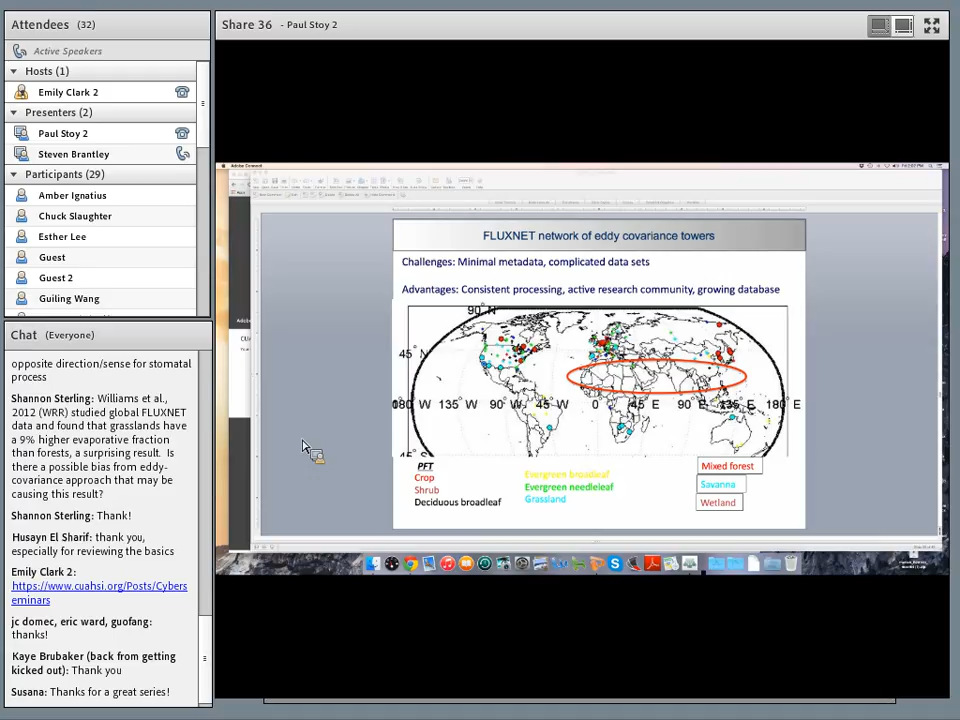 Attendees (32)
Active Speakers
Hosts (1)
Emily Clark 2
Presenters (2)
Paul Stoy 2
Steven Brantley
Participants (29)
Amber Ignatius
Chuck Slaughter
Esther Lee
Guest
Guest 2
Guiling Wang
Chat (Everyone)
opposite direction/sense for stomatal
process
Shannon Sterling: Williams et al.,
2012 (WRR) studied global FLUXNET
data and found that grasslands have
a 9% higher evaporative fraction
than forests, a surprising result. Is
there a possible bias from eddy-
covariance approach that may be
causing this result?
Shannon Sterling: Thank!
Husayn El Sharif: thank you,
especially for reviewing the basics
Emily Clark 2:
https://www.cuahsi.org/Posts/Cybers
eminars
jc domec, eric ward, guofang:
thanks!
Kaye Brubaker (back from getting
kicked out): Thank you
Susana: Thanks for a great series!
Share 36 - Paul Stoy 2
Adobe Connect
FLUXNET network of eddy covariance towers
Challenges: Minimal metadata, complicated data sets
Advantages: Consistent processing, active research community, growing database
90° N
45° N
180 W 135° W 90° W 45° W 0° 45° E 90° E 135° E 180° E
45° S
PFT
Crop
Shrub
Deciduous broadleaf
Evergreen broadleaf
Evergreen needleleaf
Grassland
Mixed forest
Savanna
Wetland